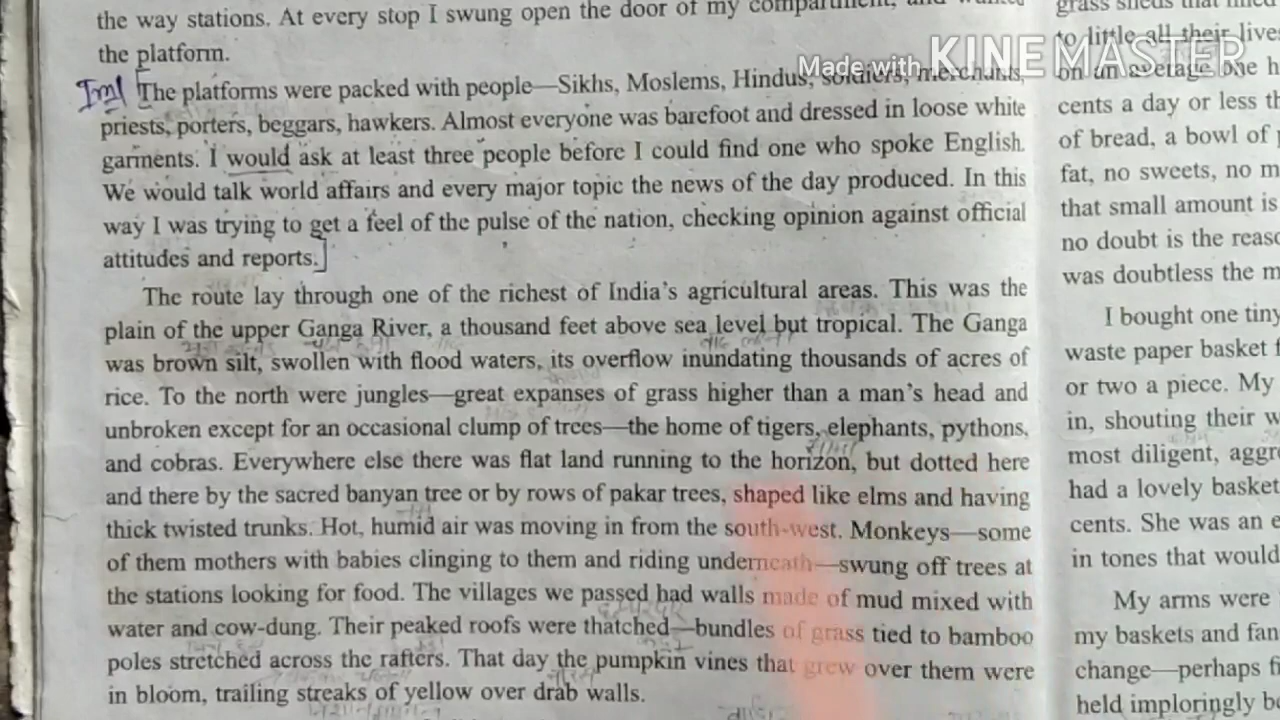 the way stations. At every stop I swung open the door of my compartment, and
the platform.
Made with KINEMASTER
Imp [The platforms were packed with people—Sikhs, Moslems, Hindus, soldiers, merchants,
priests, porters, beggars, hawkers. Almost everyone was barefoot and dressed in loose white
garments. I would ask at least three people before I could find one who spoke English.
We would talk world affairs and every major topic the news of the day produced. In this
way I was trying to get a feel of the pulse of the nation, checking opinion against official
attitudes and reports.]
The route lay through one of the richest of India's agricultural areas. This was the
plain of the upper Ganga River, a thousand feet above sea level but tropical. The Ganga
was brown silt, swollen with flood waters, its overflow inundating thousands of acres of
rice. To the north were jungles—great expanses of grass higher than a man's head and
unbroken except for an occasional clump of trees—the home of tigers, elephants, pythons,
and cobras. Everywhere else there was flat land running to the horizon, but dotted here
and there by the sacred banyan tree or by rows of pakar trees, shaped like elms and having
thick twisted trunks. Hot, humid air was moving in from the south-west. Monkeys—some
of them mothers with babies clinging to them and riding underneath—swung off trees at
the stations looking for food. The villages we passed had walls made of mud mixed with
water and cow-dung. Their peaked roofs were thatched—bundles of grass tied to bamboo
poles stretched across the rafters. That day the pumpkin vines that grew over them were
in bloom, trailing streaks of yellow over drab walls.
grass sheds that
to little all their
on an average one
cents a day or less
of bread, a bowl of
fat, no sweets, no
that small amount is
no doubt is the
was doubtless the
I bought one tiny
waste paper basket
or two a piece. My
in, shouting their
most diligent,
had a lovely basket
cents. She was an
in tones that would
My arms were
my baskets and fan
change—perhaps
held imploringly